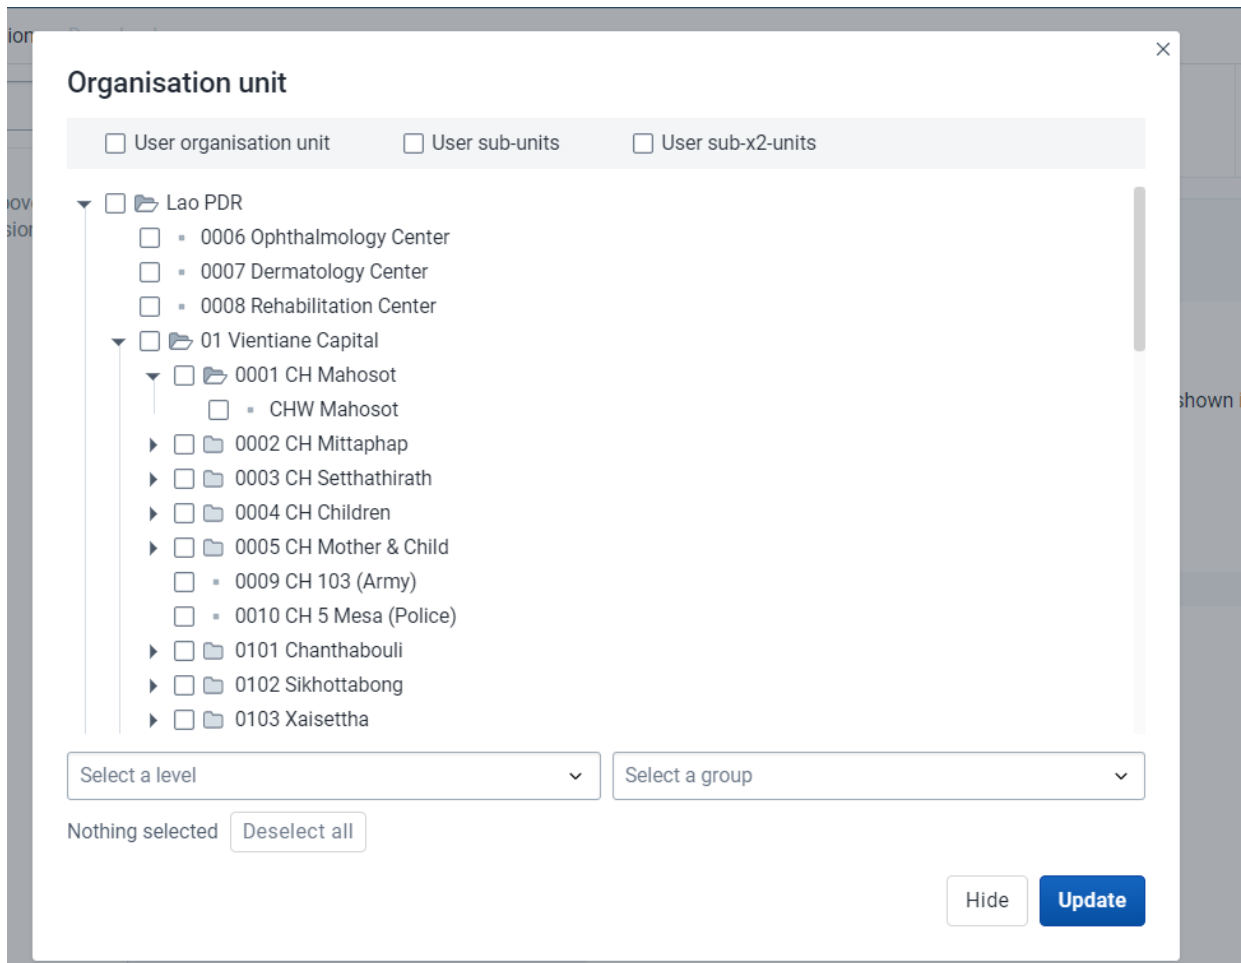 Organisation unit
User organisation unit User sub-units User sub-x2-units
Lao PDR
0006 Ophthalmology Center
0007 Dermatology Center
0008 Rehabilitation Center
01 Vientiane Capital
0001 CH Mahosot
CHW Mahosot
0002 CH Mittaphap
0003 CH Setthathirath
0004 CH Children
0005 CH Mother & Child
0009 CH 103 (Army)
0010 CH 5 Mesa (Police)
0101 Chanthabouli
0102 Sikhottabong
0103 Xaisettha
shown
Select a level Select a group
Nothing selected Deselect all
Hide Update